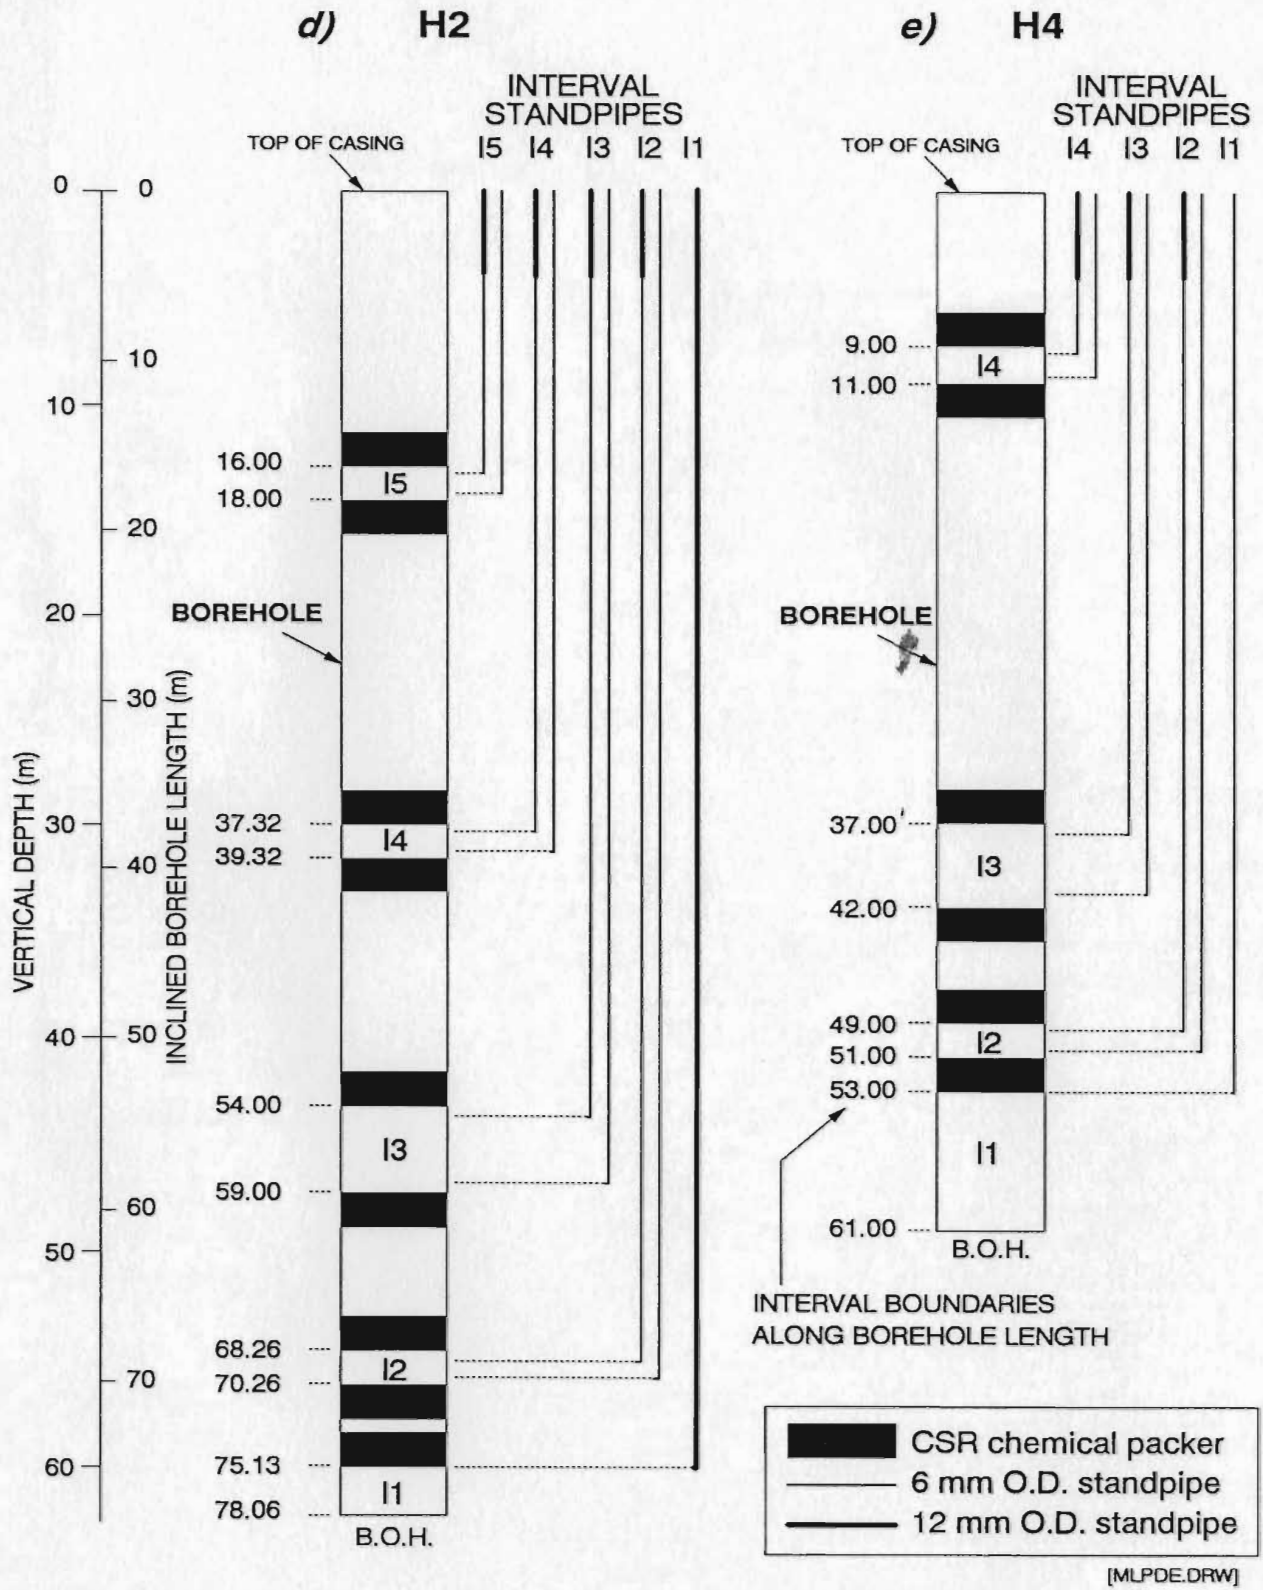 d) H2
e) H4
INTERVAL
STANDPIPES
TOP OF CASING
I5 I4 I3 I2 I1
INTERVAL
STANDPIPES
TOP OF CASING
I4 I3 I2 I1
VERTICAL DEPTH (m)
0
10
20
30
40
50
60
INCLINED BOREHOLE LENGTH (m)
0
10
20
30
40
50
60
70
16.00
18.00
37.32
39.32
54.00
59.00
68.26
70.26
75.13
78.06
BOREHOLE
I5
I4
I3
I2
I1
B.O.H.
9.00
11.00
37.00
42.00
49.00
51.00
53.00
61.00
BOREHOLE
I4
I3
I2
I1
B.O.H.
INTERVAL BOUNDARIES
ALONG BOREHOLE LENGTH
CSR chemical packer
6 mm O.D. standpipe
12 mm O.D. standpipe
[MLPDE.DRW]